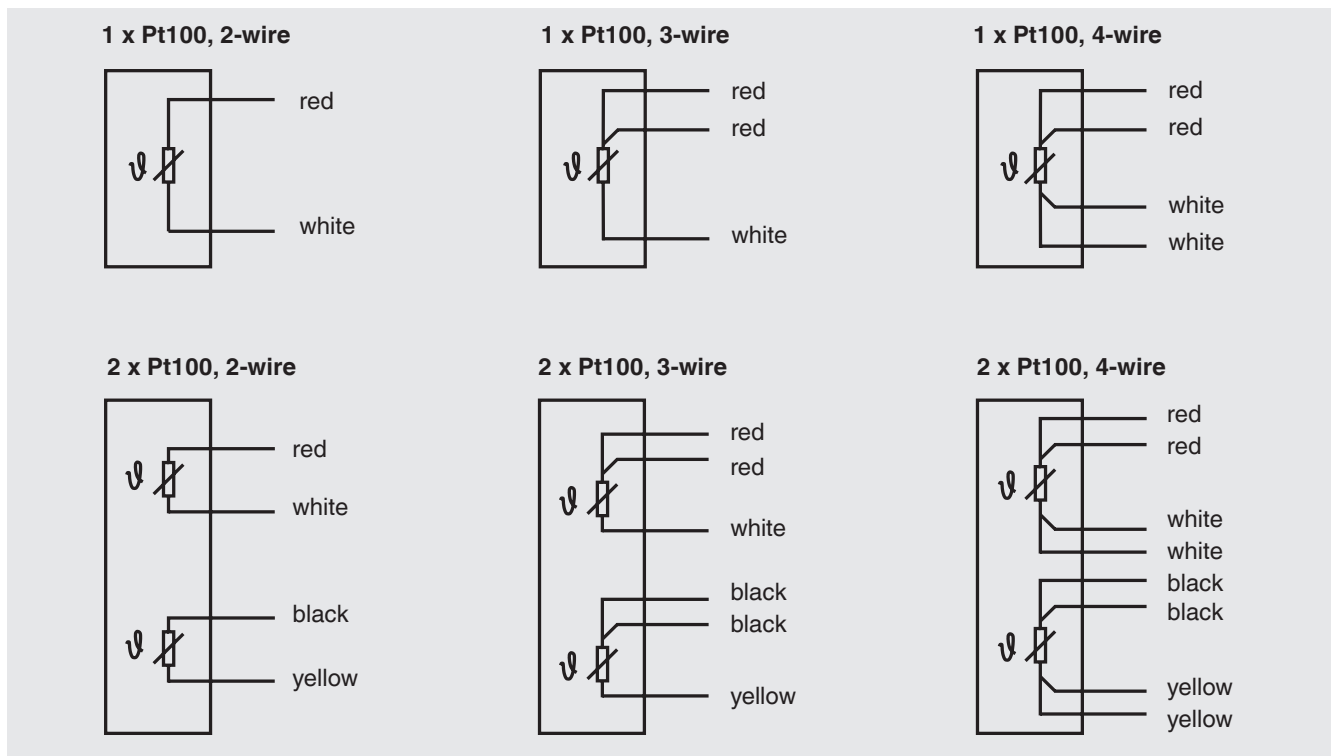 1 x Pt100, 2-wire
red
ϑ
white
1 x Pt100, 3-wire
red
red
ϑ
white
1 x Pt100, 4-wire
red
red
ϑ
white
white
2 x Pt100, 2-wire
red
ϑ
white
black
ϑ
yellow
2 x Pt100, 3-wire
red
red
ϑ
white
black
black
ϑ
yellow
2 x Pt100, 4-wire
red
red
ϑ
white
white
black
black
ϑ
yellow
yellow